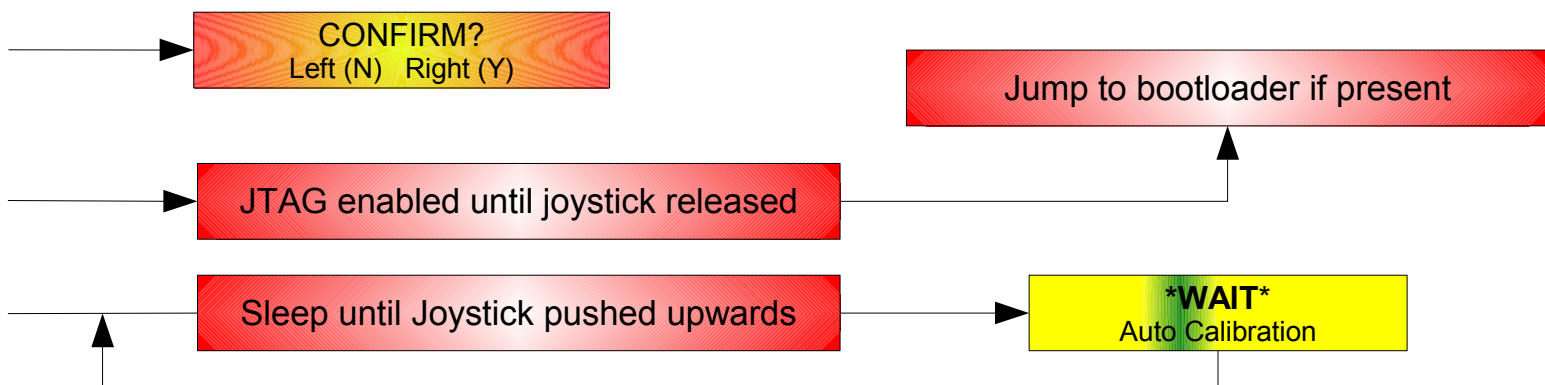 CONFIRM?
Left (N) Right (Y)
Jump to bootloader if present
JTAG enabled until joystick released
Sleep until Joystick pushed upwards
*WAIT*
Auto Calibration